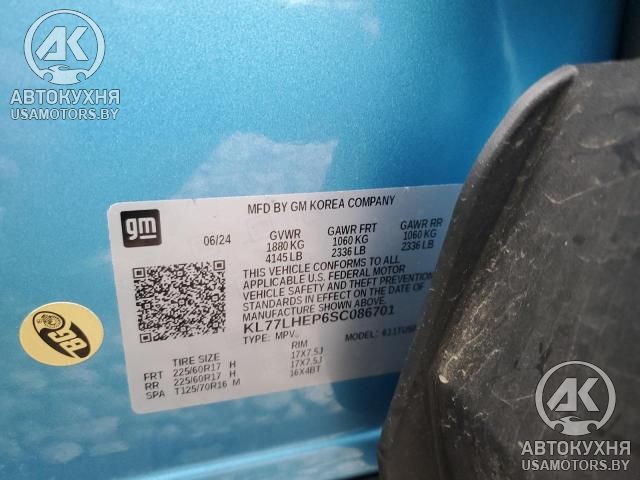 AK
АВТОКУХНЯ
USAMOTORS.BY
MFD BY GM KOREA COMPANY
gm
06/24
GVWR GAWR FRT GAWR RR
1880 KG 1060 KG 1060 KG
4145 LB 2336 LB 2336 LB
THIS VEHICLE CONFORMS TO ALL
APPLICABLE U.S. FEDERAL MOTOR
VEHICLE SAFETY AND THEFT PREVENTION
STANDARDS IN EFFECT ON THE DATE OF
MANUFACTURE SHOWN ABOVE.
KL77LHEP6SC086701
TYPE: MPV MODEL:
TIRE SIZE RIM
FRT 225/60R17 H 17X7.5J
RR 225/60R17 H 17X7.5J
SPA T125/70R16 M 16X4BT
AK
АВТОКУХНЯ
USAMOTORS.BY